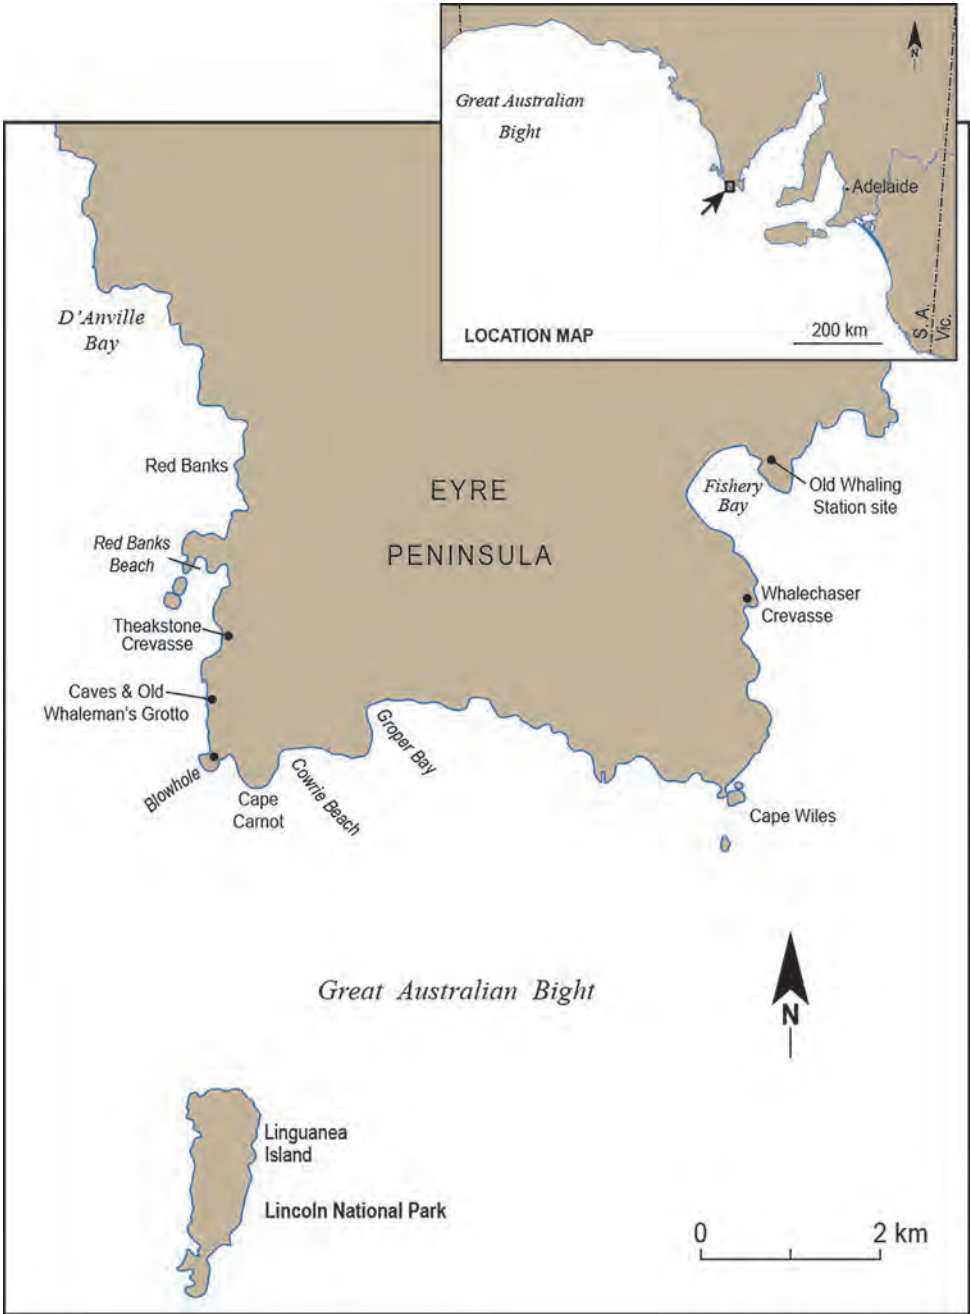 Great Australian
Bight
N
Adelaide
LOCATION MAP
200 km
S. A.
Vic.
D'Anville
Bay
Red Banks
EYRE
PENINSULA
Fishery
Bay
Old Whaling
Station site
Red Banks
Beach
Whalechaser
Crevasse
Theakstone
Crevasse
Caves & Old
Whaleman's Grotto
Groper Bay
Blowhole
Cowrie Beach
Cape
Carnot
Cape Wiles
Great Australian Bight
N
Linguanea
Island
Lincoln National Park
0
2 km